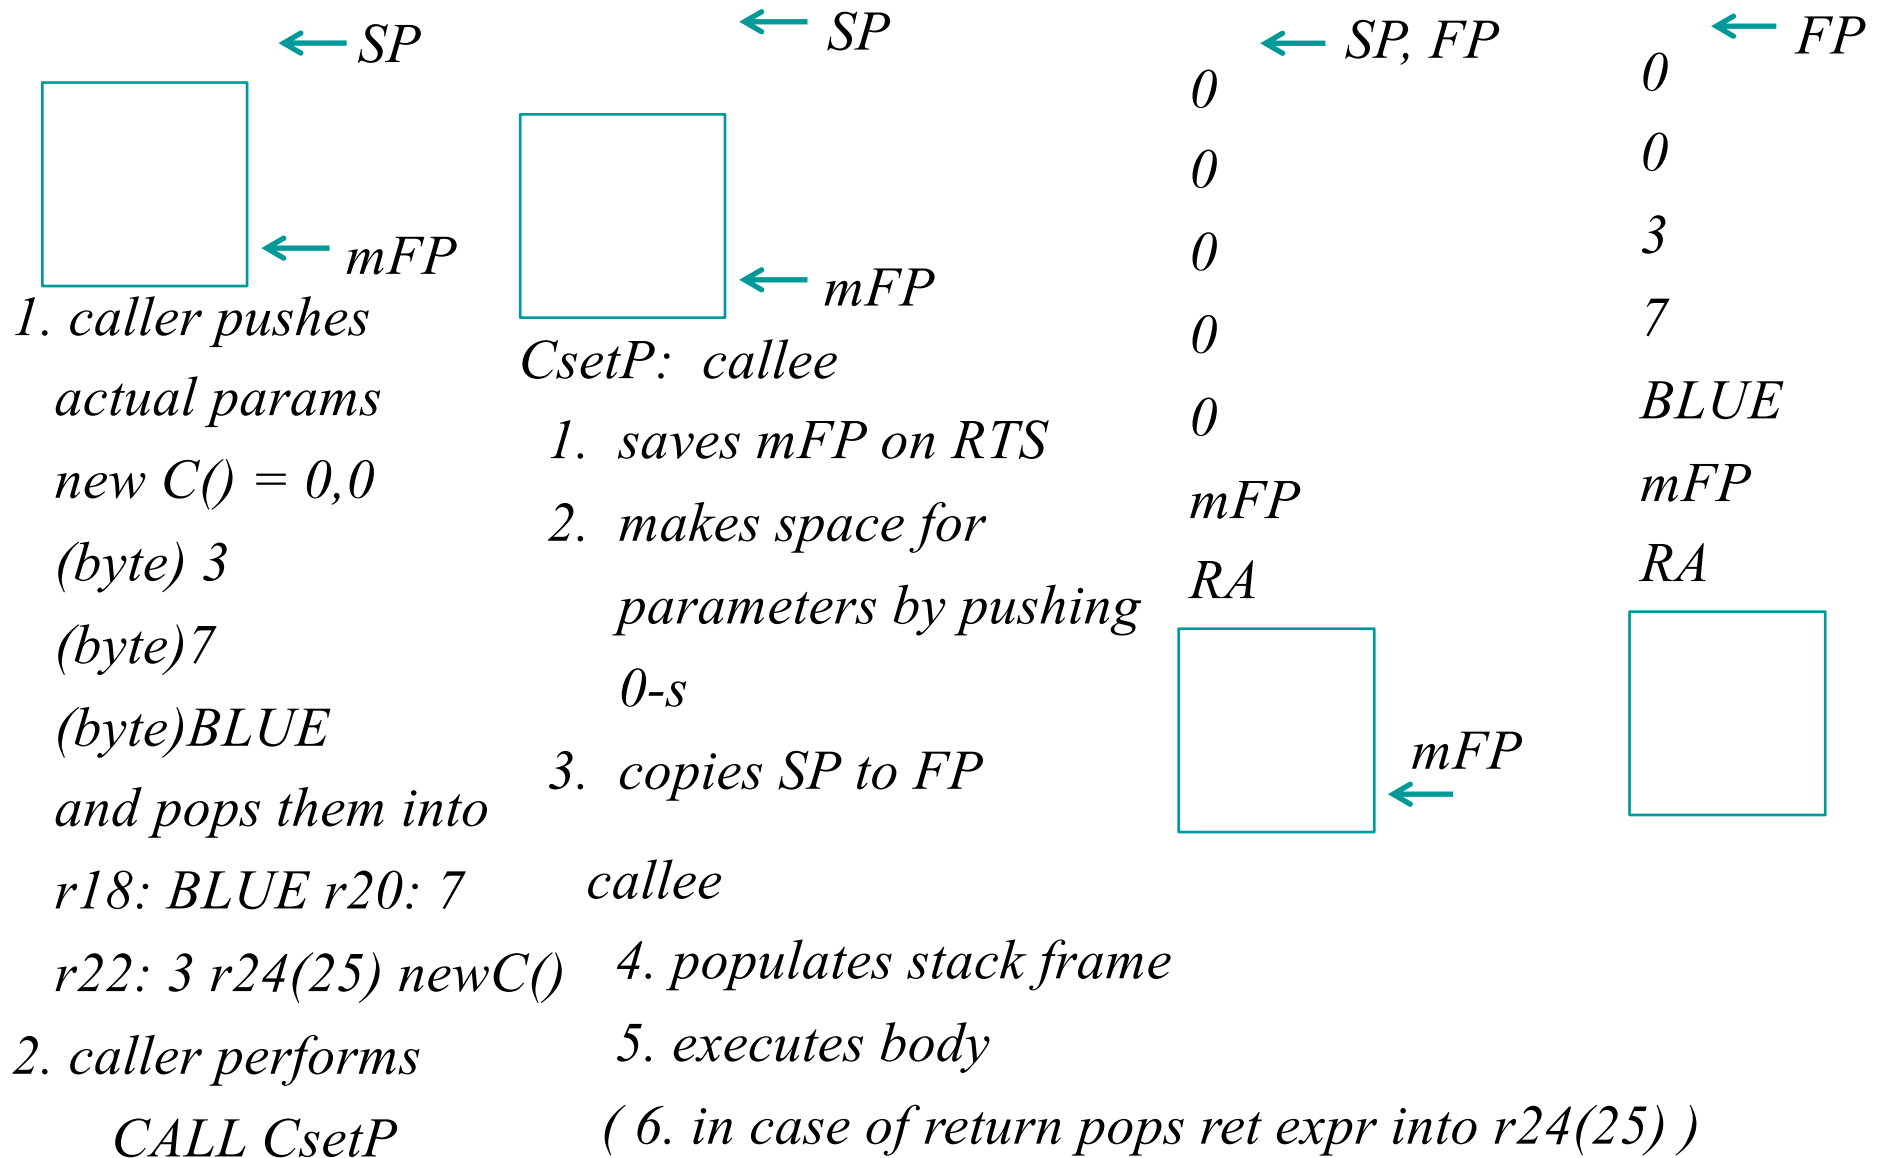 SP
mFP
1. caller pushes
actual params
new C() = 0,0
(byte) 3
(byte)7
(byte)BLUE
and pops them into
r18: BLUE r20: 7
r22: 3 r24(25) newC()
2. caller performs
CALL CsetP
SP
mFP
CsetP: callee
1. saves mFP on RTS
2. makes space for
parameters by pushing
0-s
3. copies SP to FP
callee
4. populates stack frame
5. executes body
( 6. in case of return pops ret expr into r24(25) )
SP, FP
0
0
0
0
0
mFP
RA
mFP
FP
0
0
3
7
BLUE
mFP
RA